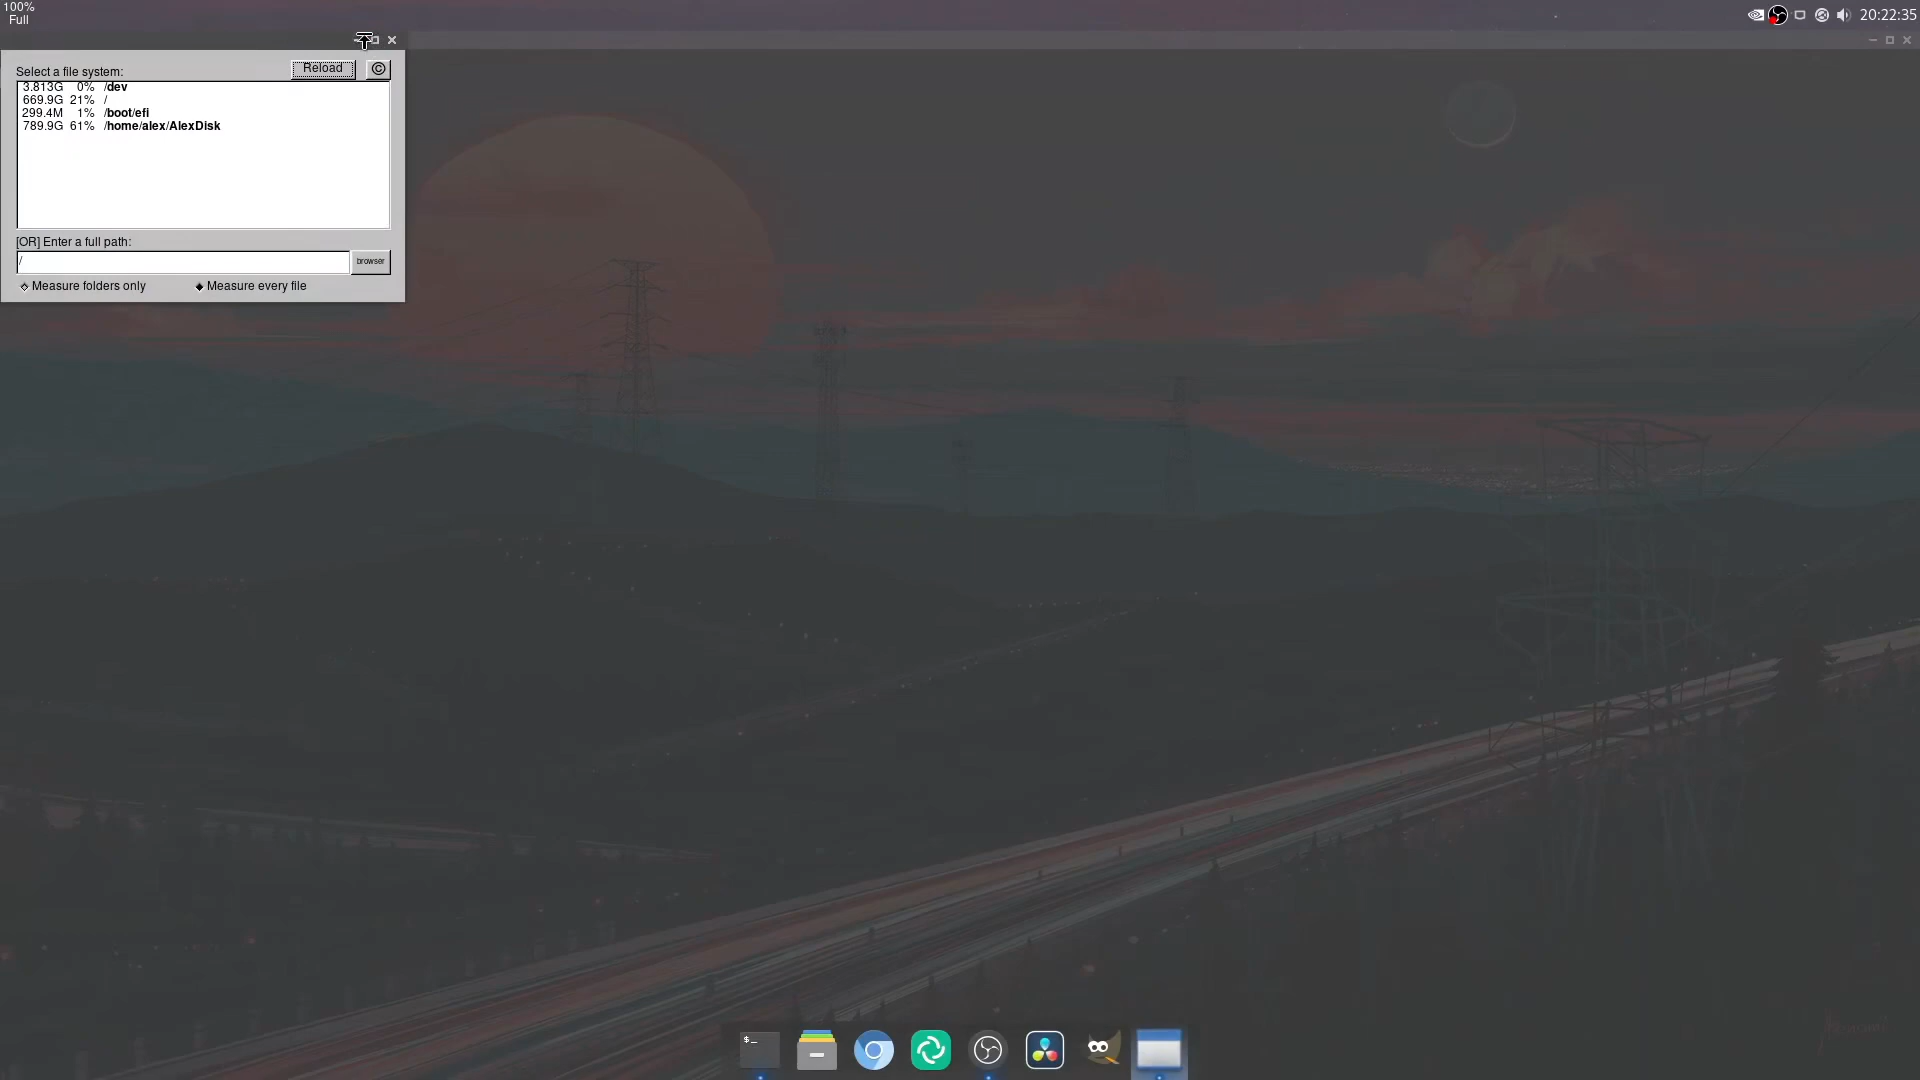 100%
Full
20:22:35
Select a file system:
Reload
©
3.813G 0% /dev
669.9G 21% /
299.4M 1% /boot/efi
789.9G 61% /home/alex/AlexDisk
[OR] Enter a full path:
/
browser
Measure folders only
Measure every file
$_